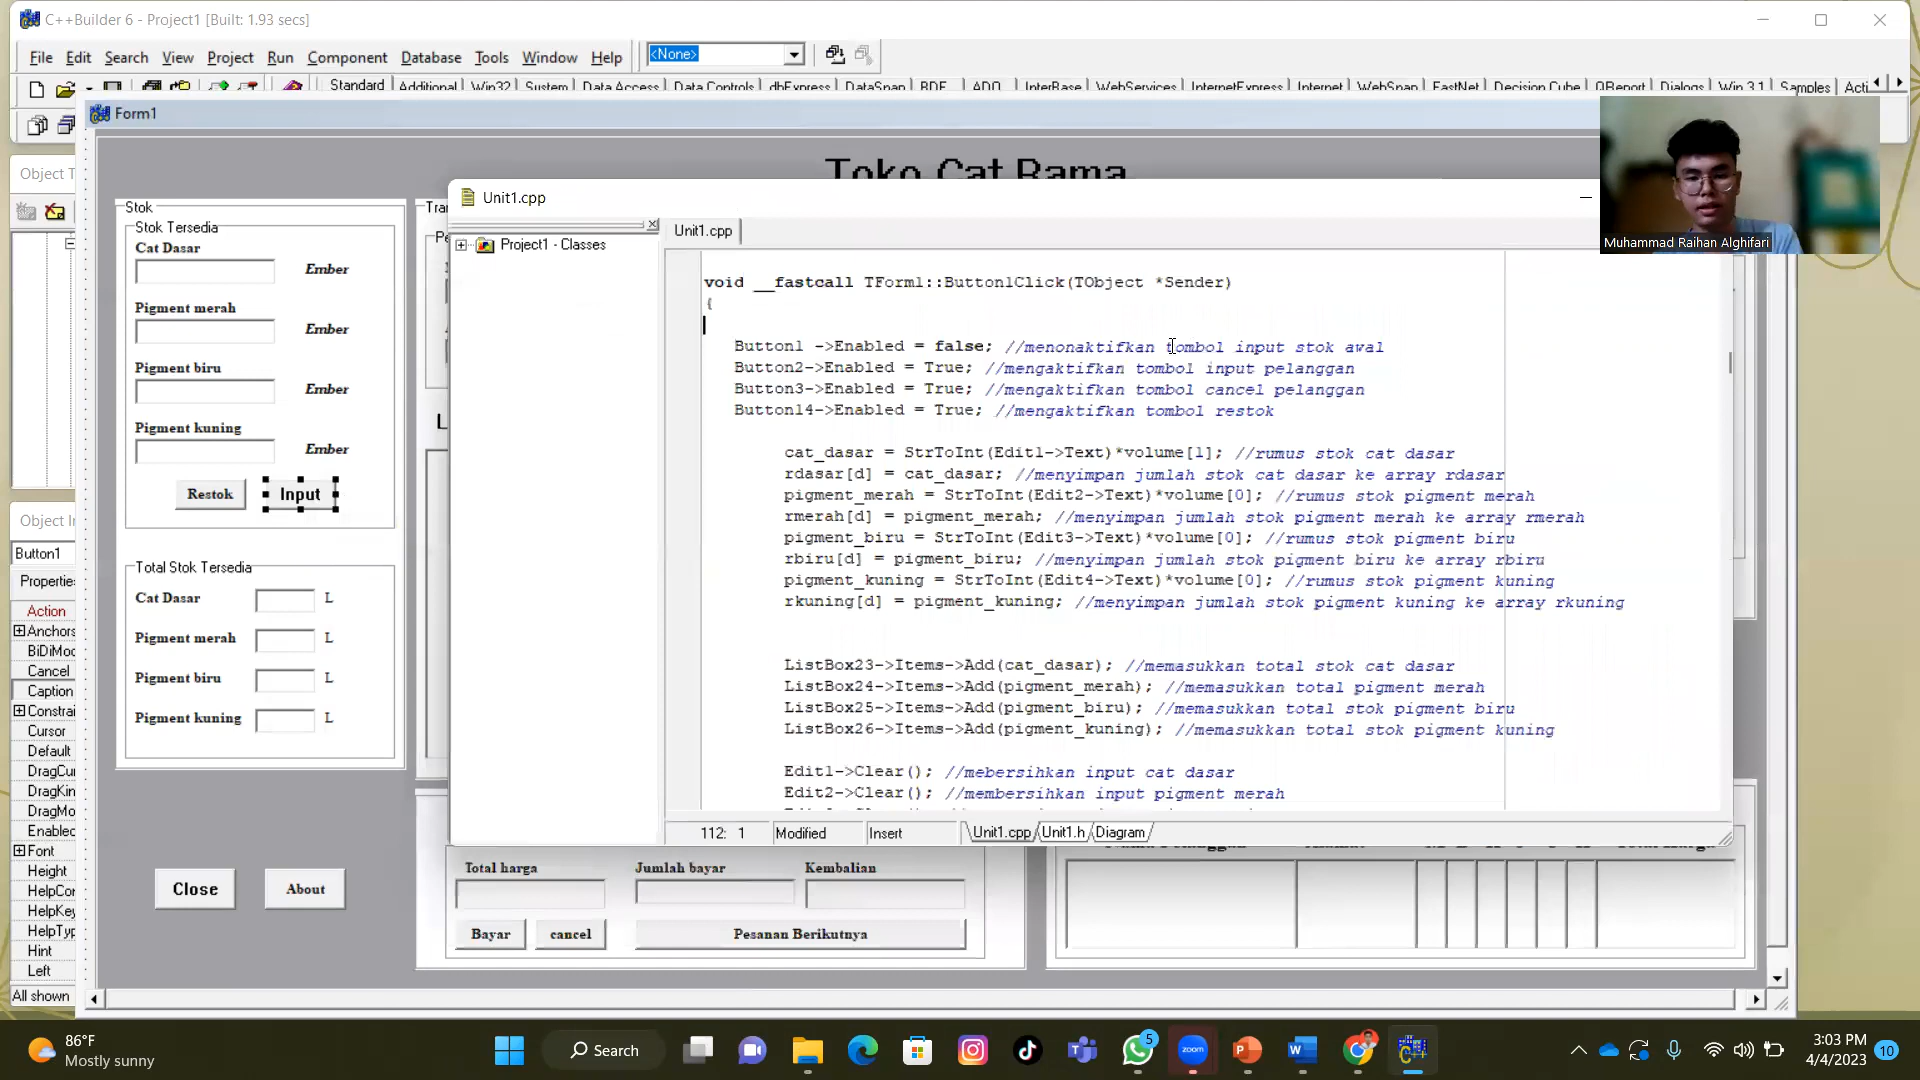 C++Builder 6 - Project1 [Built: 1.93 secs]
File Edit Search View Project Run Component Database Tools Window Help <None>
Standard Additional Win32 System Data Access Data Controls dbExpress DataSnap BDE ADO InterBase WebServices InternetExpress Internet WebSnap FastNet Decision Cube QReport Dialogs Win 3.1 Samples Acti
Form1
Toko Cat Rama
Object T
Stok
Stok Tersedia
Cat Dasar
Ember
Pigment merah
Ember
Pigment biru
Ember
Pigment kuning
Ember
Restok Input
Total Stok Tersedia
Cat Dasar L
Pigment merah L
Pigment biru L
Pigment kuning L
Close About
Object In
Button1
Properties
Action
Anchors
BiDiMod
Cancel
Caption
Constrai
Cursor
Default
DragCur
DragKin
DragMo
Enabled
Font
Height
HelpCor
HelpKey
HelpTyp
Hint
Left
All shown
Tran
Unit1.cpp
Project1 - Classes
Unit1.cpp
void __fastcall TForm1::Button1Click(TObject *Sender)
{
Button1 ->Enabled = false; //menonaktifkan tombol input stok awal
Button2->Enabled = True; //mengaktifkan tombol input pelanggan
Button3->Enabled = True; //mengaktifkan tombol cancel pelanggan
Button14->Enabled = True; //mengaktifkan tombol restok
cat_dasar = StrToInt(Edit1->Text)*volume[1]; //rumus stok cat dasar
rdasar[d] = cat_dasar; //menyimpan jumlah stok cat dasar ke array rdasar
pigment_merah = StrToInt(Edit2->Text)*volume[0]; //rumus stok pigment merah
rmerah[d] = pigment_merah; //menyimpan jumlah stok pigment merah ke array rmerah
pigment_biru = StrToInt(Edit3->Text)*volume[0]; //rumus stok pigment biru
rbiru[d] = pigment_biru; //menyimpan jumlah stok pigment biru ke array rbiru
pigment_kuning = StrToInt(Edit4->Text)*volume[0]; //rumus stok pigment kuning
rkuning[d] = pigment_kuning; //menyimpan jumlah stok pigment kuning ke array rkuning
ListBox23->Items->Add(cat_dasar); //memasukkan total stok cat dasar
ListBox24->Items->Add(pigment_merah); //memasukkan total pigment merah
ListBox25->Items->Add(pigment_biru); //memasukkan total stok pigment biru
ListBox26->Items->Add(pigment_kuning); //memasukkan total stok pigment kuning
Edit1->Clear(); //mebersihkan input cat dasar
Edit2->Clear(); //membersihkan input pigment merah
112: 1 Modified Insert Unit1.cpp Unit1.h Diagram
Total harga Jumlah bayar Kembalian
Bayar cancel Pesanan Berikutnya
Muhammad Raihan Alghifari
86°F
Mostly sunny
Search
5
zoom
3:03 PM
4/4/2023
10